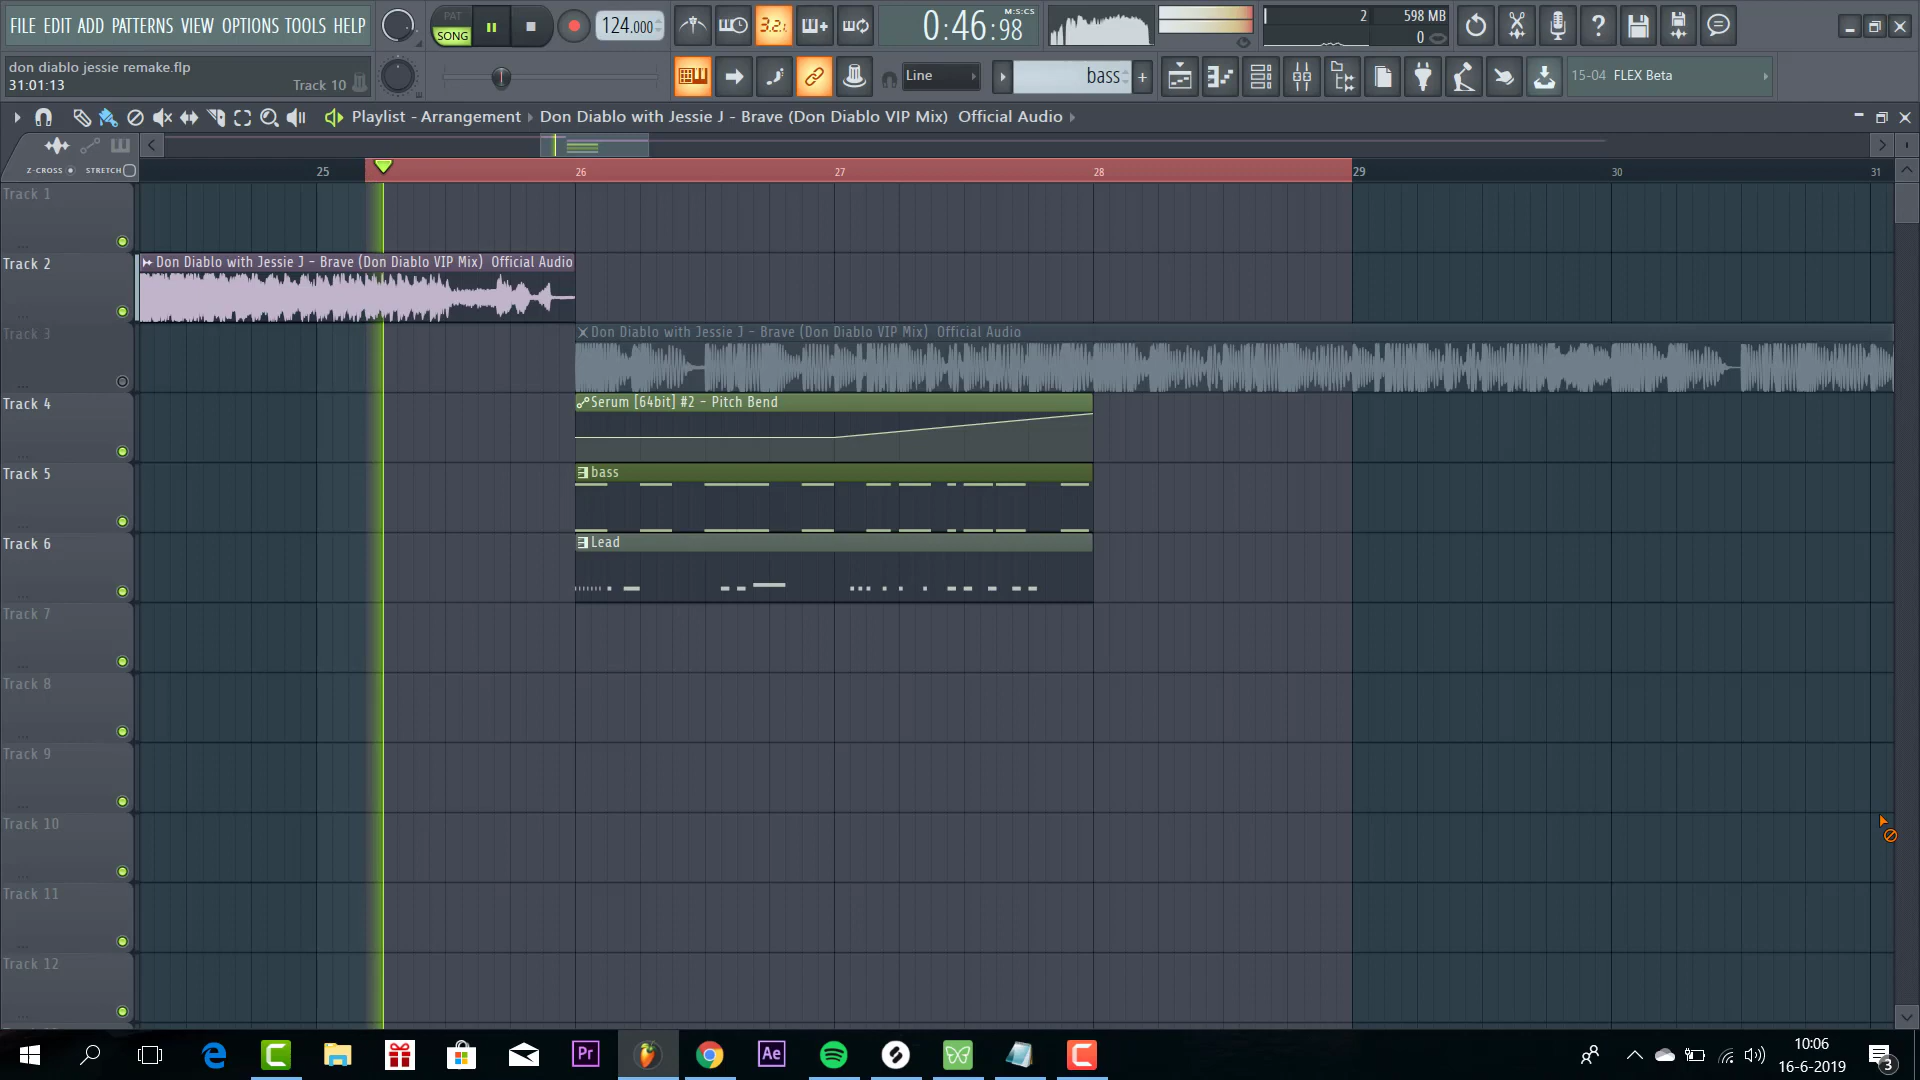 FILE EDIT ADD PATTERNS VIEW OPTIONS TOOLS HELP
PAT
SONG
124.000
3.2.
0:46:98
M:S:CS
2
598 MB
0
don diablo jessie remake.flp
31:01:13
Track 10
Line
bass
15-04 FLEX Beta
Playlist - Arrangement
Don Diablo with Jessie J - Brave (Don Diablo VIP Mix) Official Audio
Z-CROSS
STRETCH
25
26
27
28
29
30
31
Track 1
Track 2
Don Diablo with Jessie J - Brave (Don Diablo VIP Mix) Official Audio
Track 3
Don Diablo with Jessie J - Brave (Don Diablo VIP Mix) Official Audio
Track 4
Serum [64bit] #2 - Pitch Bend
Track 5
bass
Track 6
Lead
Track 7
Track 8
Track 9
Track 10
Track 11
Track 12
Pr
Ae
10:06
16-6-2019
3